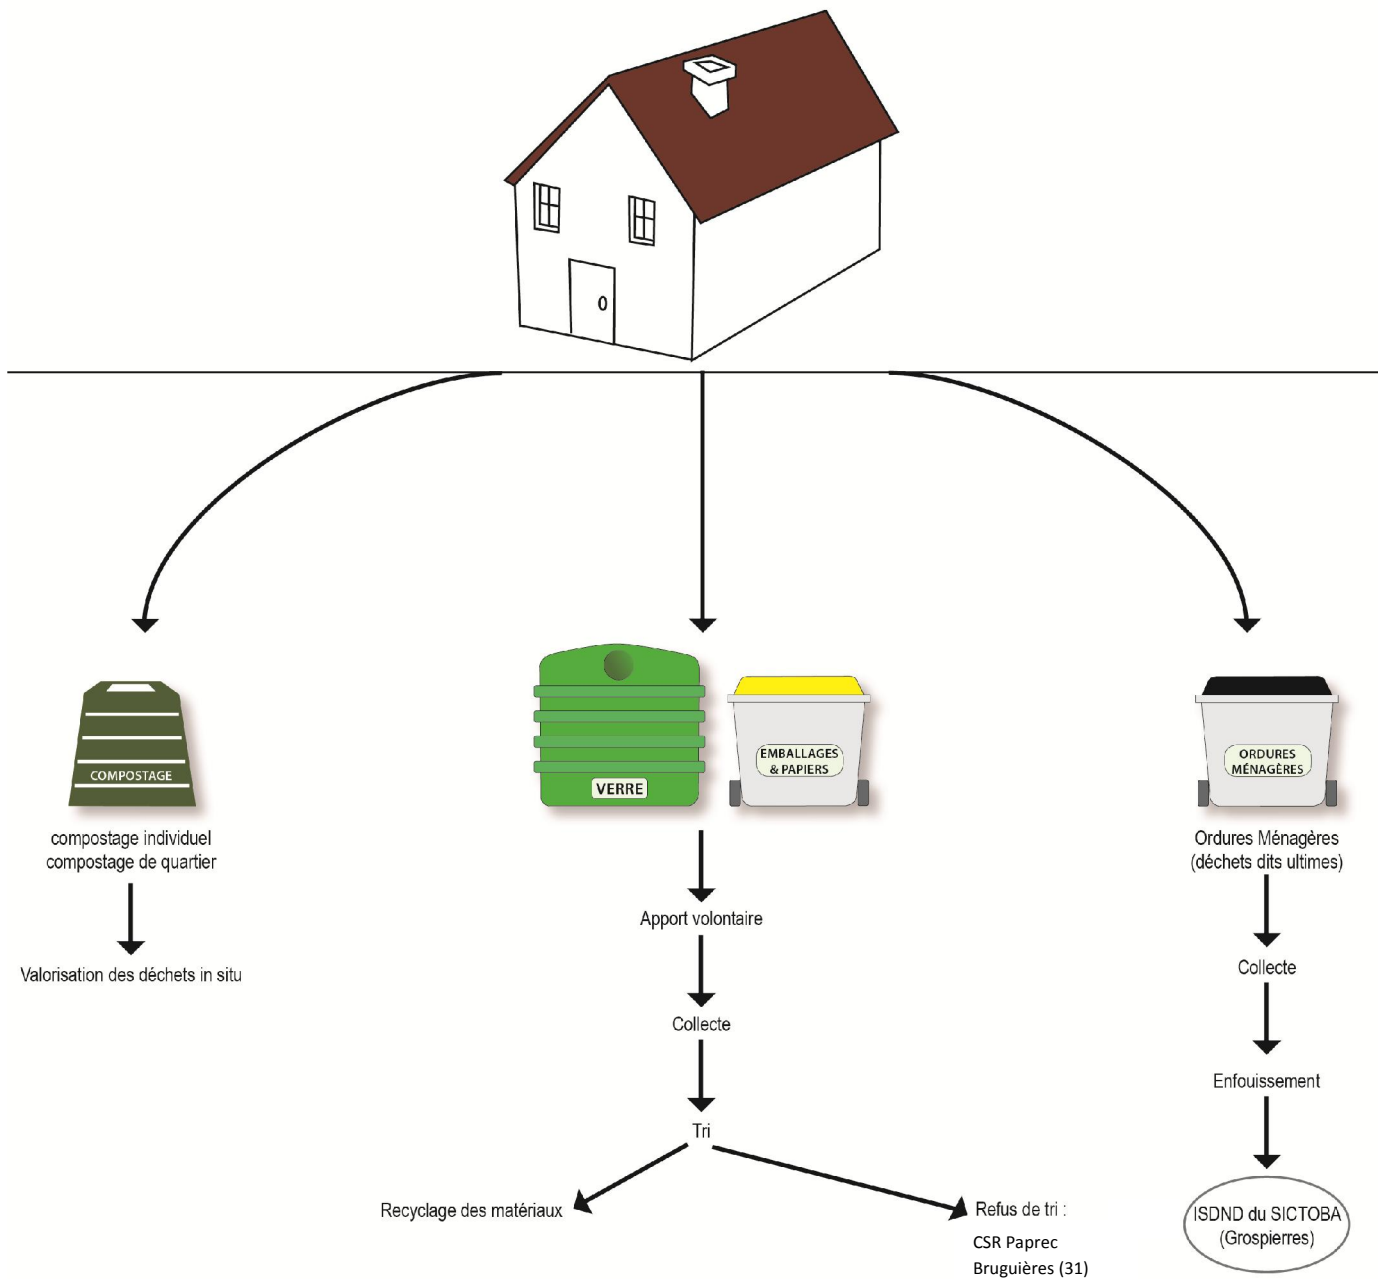 COMPOSTAGE
compostage individuel
compostage de quartier
Valorisation des déchets in situ
VERRE
EMBALLAGES
& PAPIERS
Apport volontaire
Collecte
Tri
Recyclage des matériaux
Refus de tri :
CSR Paprec
Bruguières (31)
ORDURES
MÉNAGÈRES
Ordures Ménagères
(déchets dits ultimes)
Collecte
Enfouissement
ISDND du SICTOBA
(Grospierres)